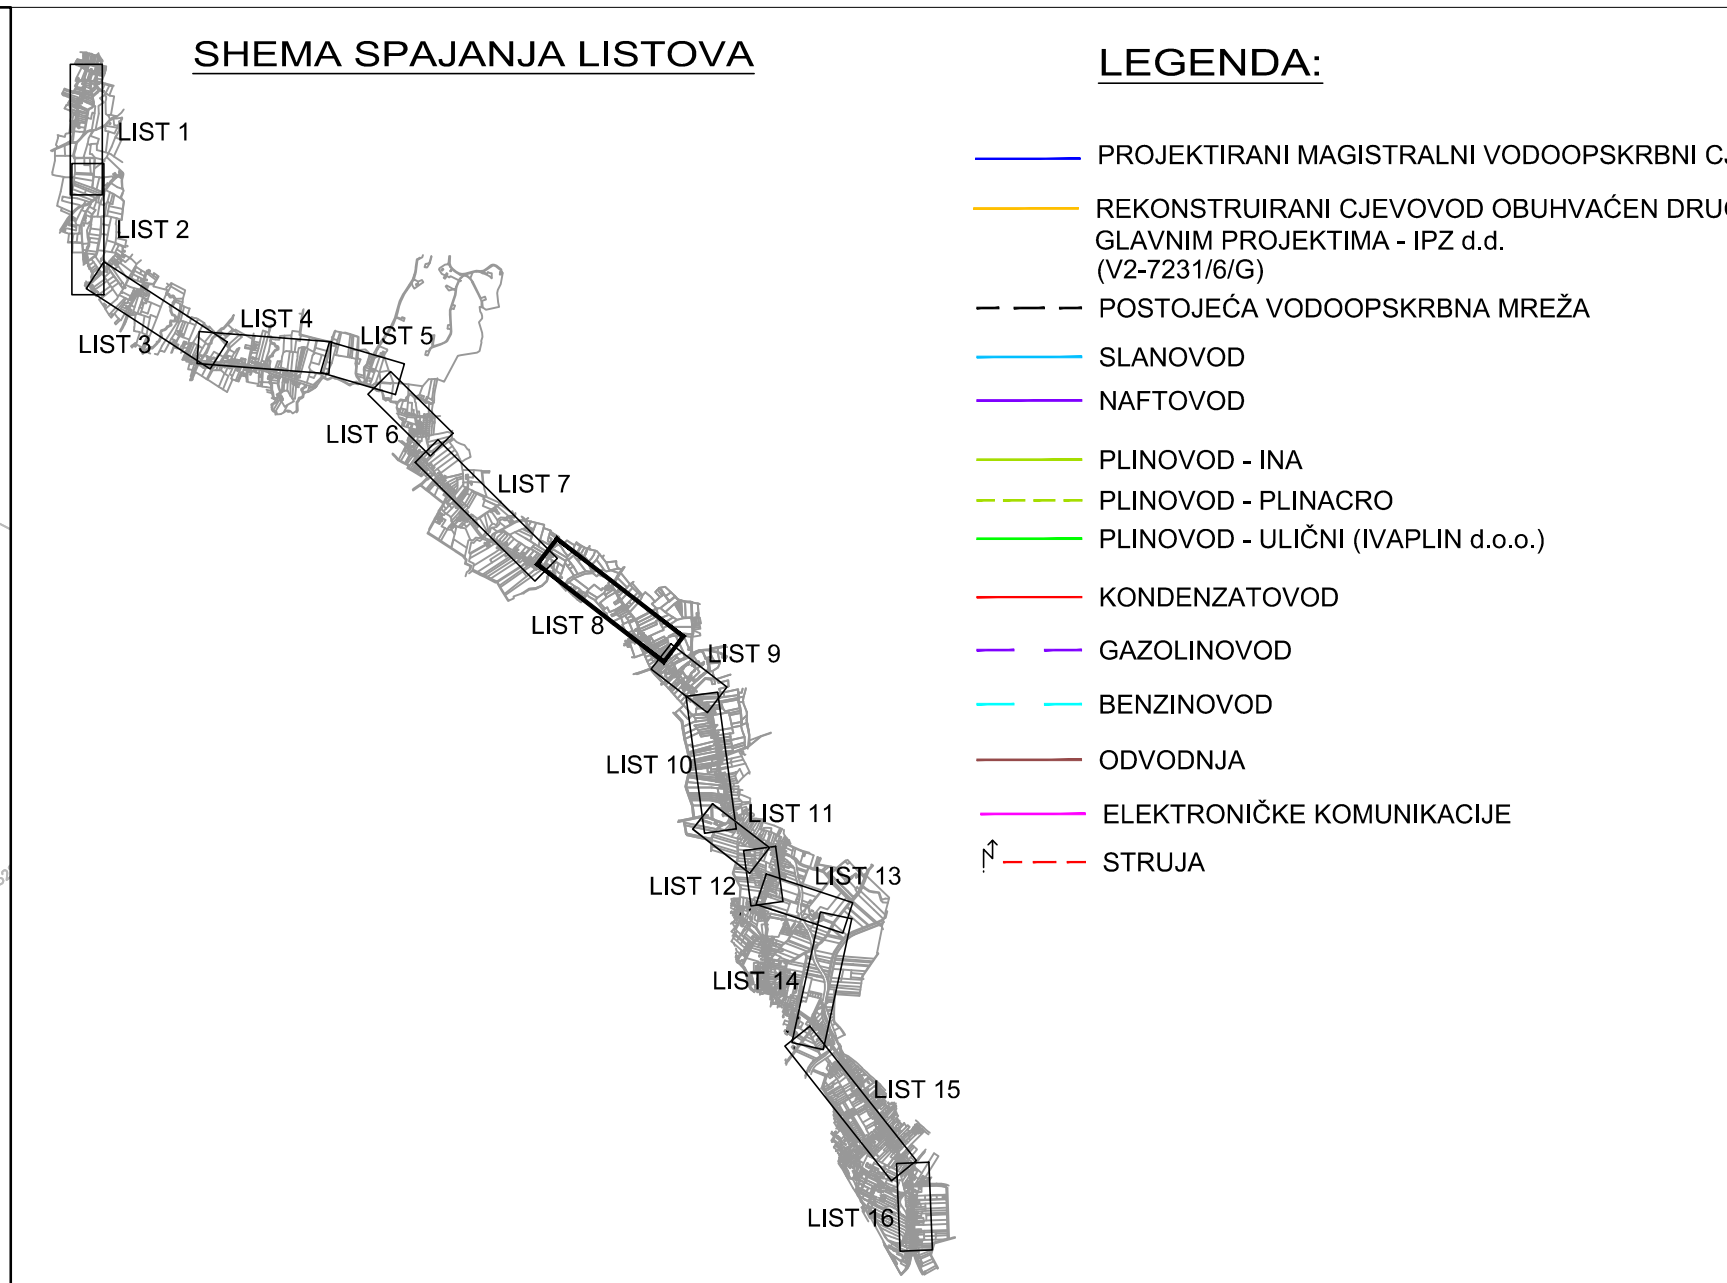 SHEMA SPAJANJA LISTOVA
LIST 1
LIST 2
LIST 3
LIST 4
LIST 5
LIST 6
LIST 7
LIST 8
LIST 9
LIST 10
LIST 11
LIST 12
LIST 13
LIST 14
LIST 15
LIST 16
LEGENDA:
PROJEKTIRANI MAGISTRALNI VODOOPSKRBNI
REKONSTRUIRANI CJEVOVOD OBUHVAĆEN
GLAVNIM PROJEKTIMA - IPZ d.d.
(V2-7231/6/G)
POSTOJEĆA VODOOPSKRBNA MREŽA
SLANOVOD
NAFTOVOD
PLINOVOD - INA
PLINOVOD - PLINACRO
PLINOVOD - ULIČNI (IVAPLIN d.o.o.)
KONDENZATOVOD
GAZOLINOVOD
BENZINOVOD
ODVODNJA
ELEKTRONIČKE KOMUNIKACIJE
STRUJA